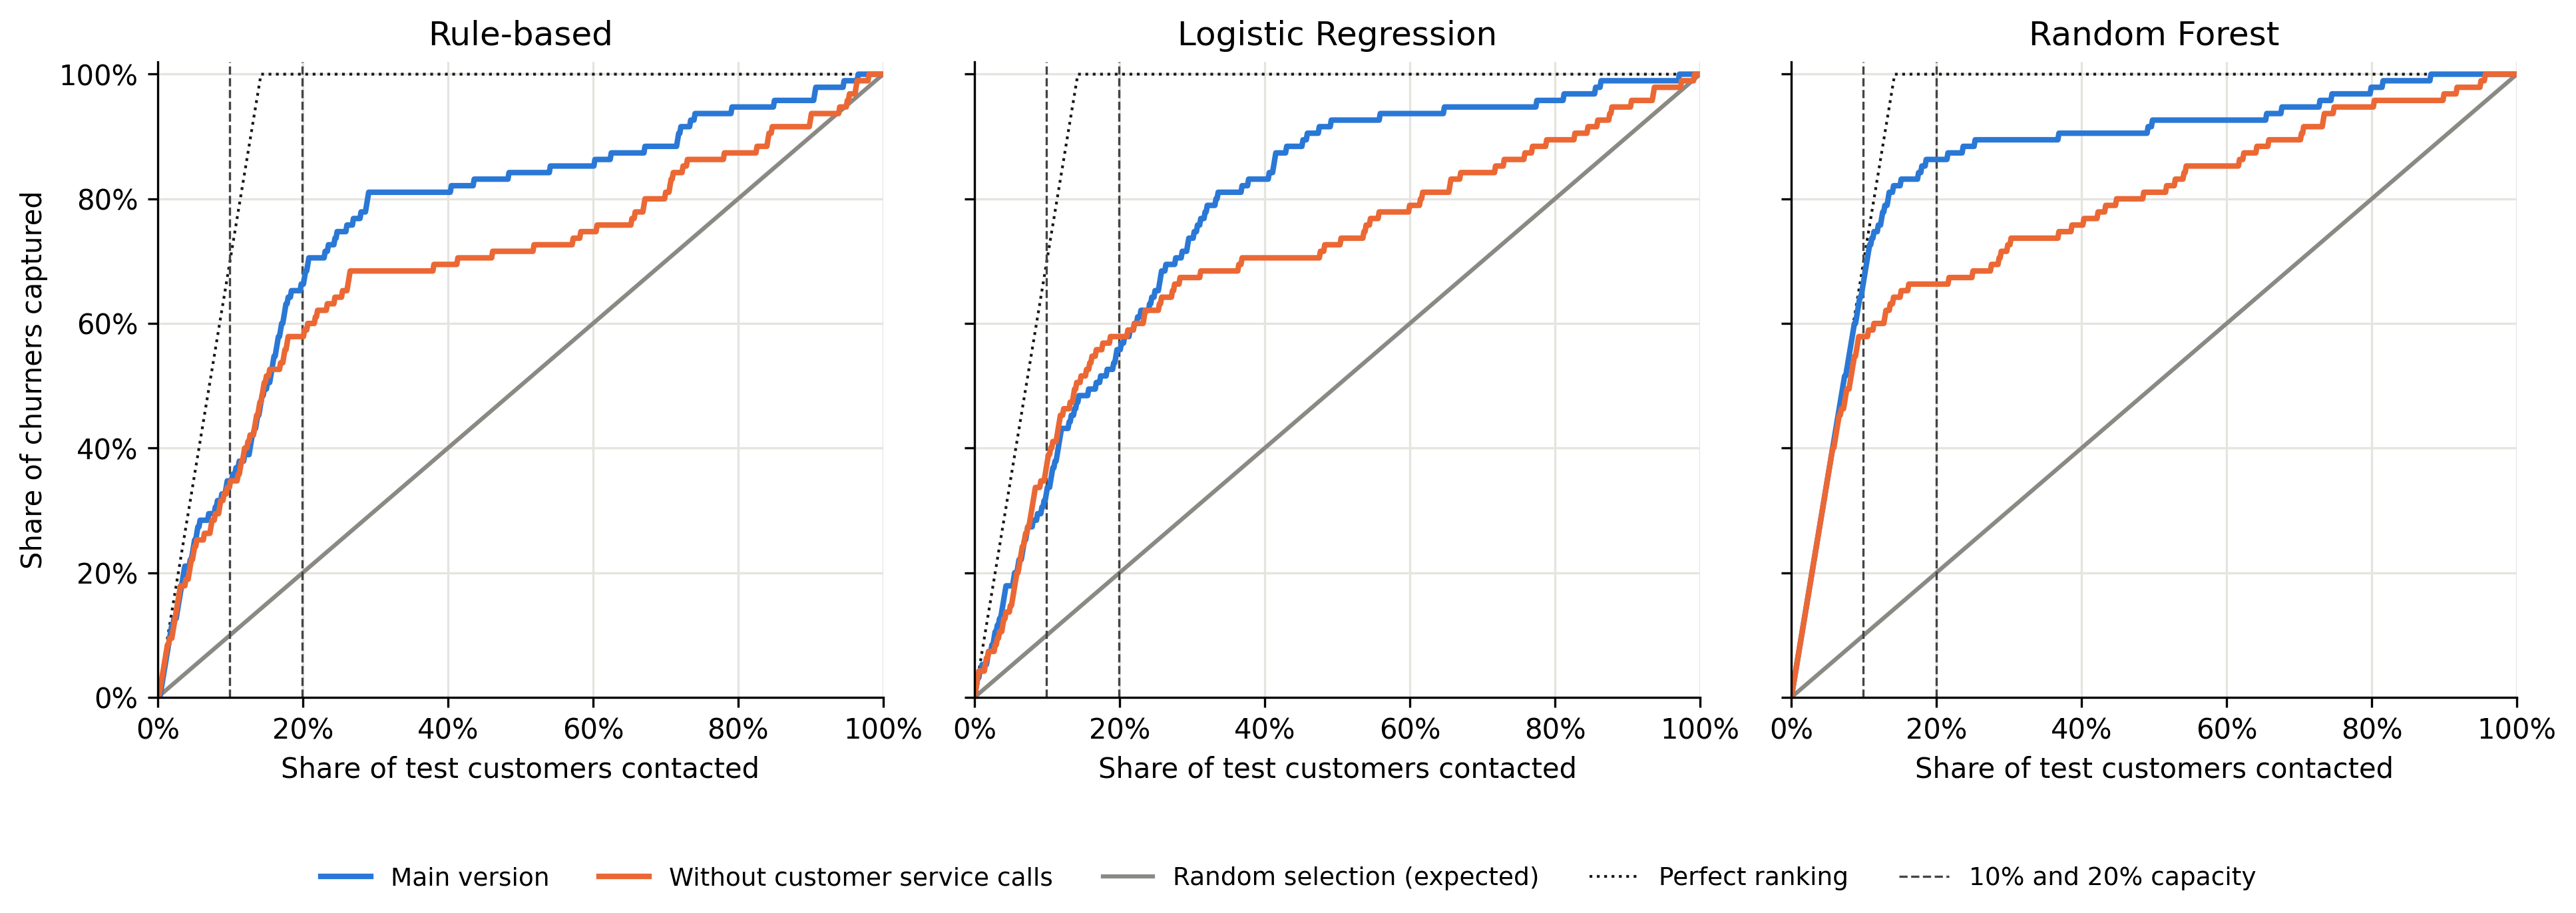 Rule-based
Logistic Regression
Random Forest
Share of churners captured
100%
80%
60%
40%
20%
0%
0% 20% 40% 60% 80% 100%
0% 20% 40% 60% 80% 100%
0% 20% 40% 60% 80% 100%
Share of test customers contacted
Share of test customers contacted
Share of test customers contacted
Main version
Without customer service calls
Random selection (expected)
Perfect ranking
10% and 20% capacity